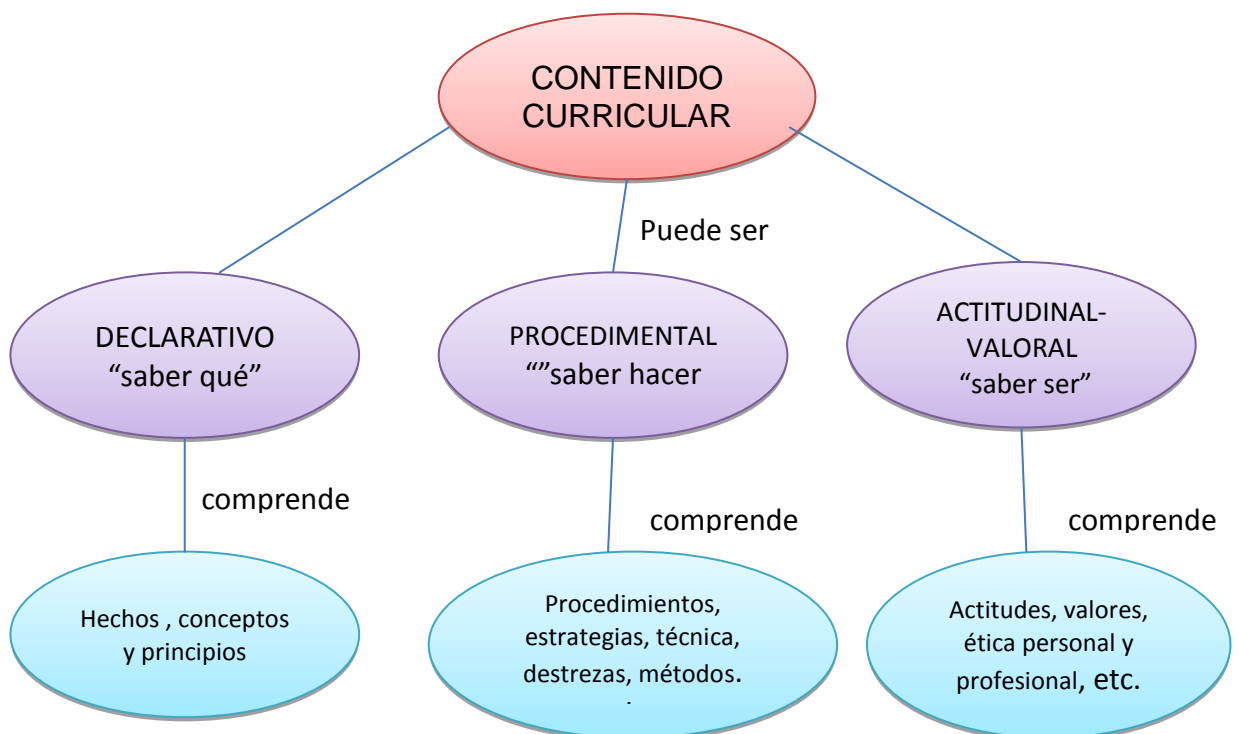 CONTENIDO
CURRICULAR
Puede ser
DECLARATIVO
“saber qué”
PROCEDIMENTAL
“”saber hacer
ACTITUDINAL-
VALORAL
“saber ser”
comprende
comprende
comprende
Hechos , conceptos
y principios
Procedimientos,
estrategias, técnica,
destrezas, métodos.
Actitudes, valores,
ética personal y
profesional, etc.